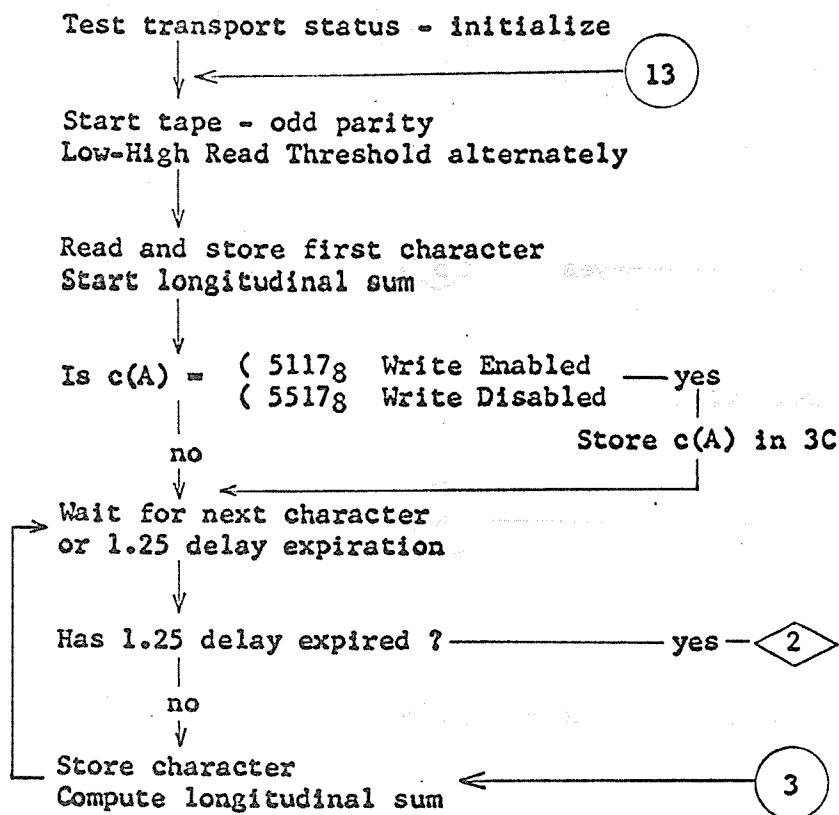 Test transport status - initialize
13
Start tape - odd parity
Low-High Read Threshold alternately
Read and store first character
Start longitudinal sum
Is c(A) = ( 5117₈ Write Enabled
( 5517₈ Write Disabled
yes
Store c(A) in 3C
no
Wait for next character
or 1.25 delay expiration
Has 1.25 delay expired ? yes 2
no
Store character
Compute longitudinal sum
3